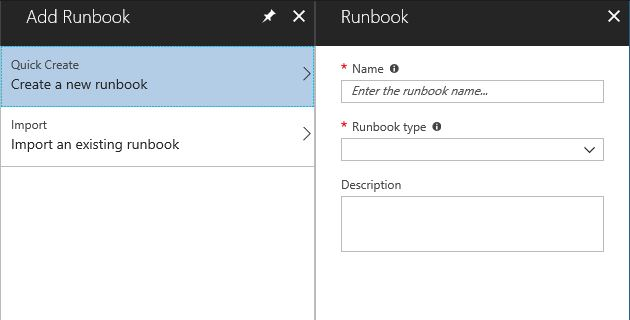 Add Runbook
Quick Create
Create a new runbook
Import
Import an existing runbook
Runbook
* Name
Enter the runbook name...
* Runbook type
Description